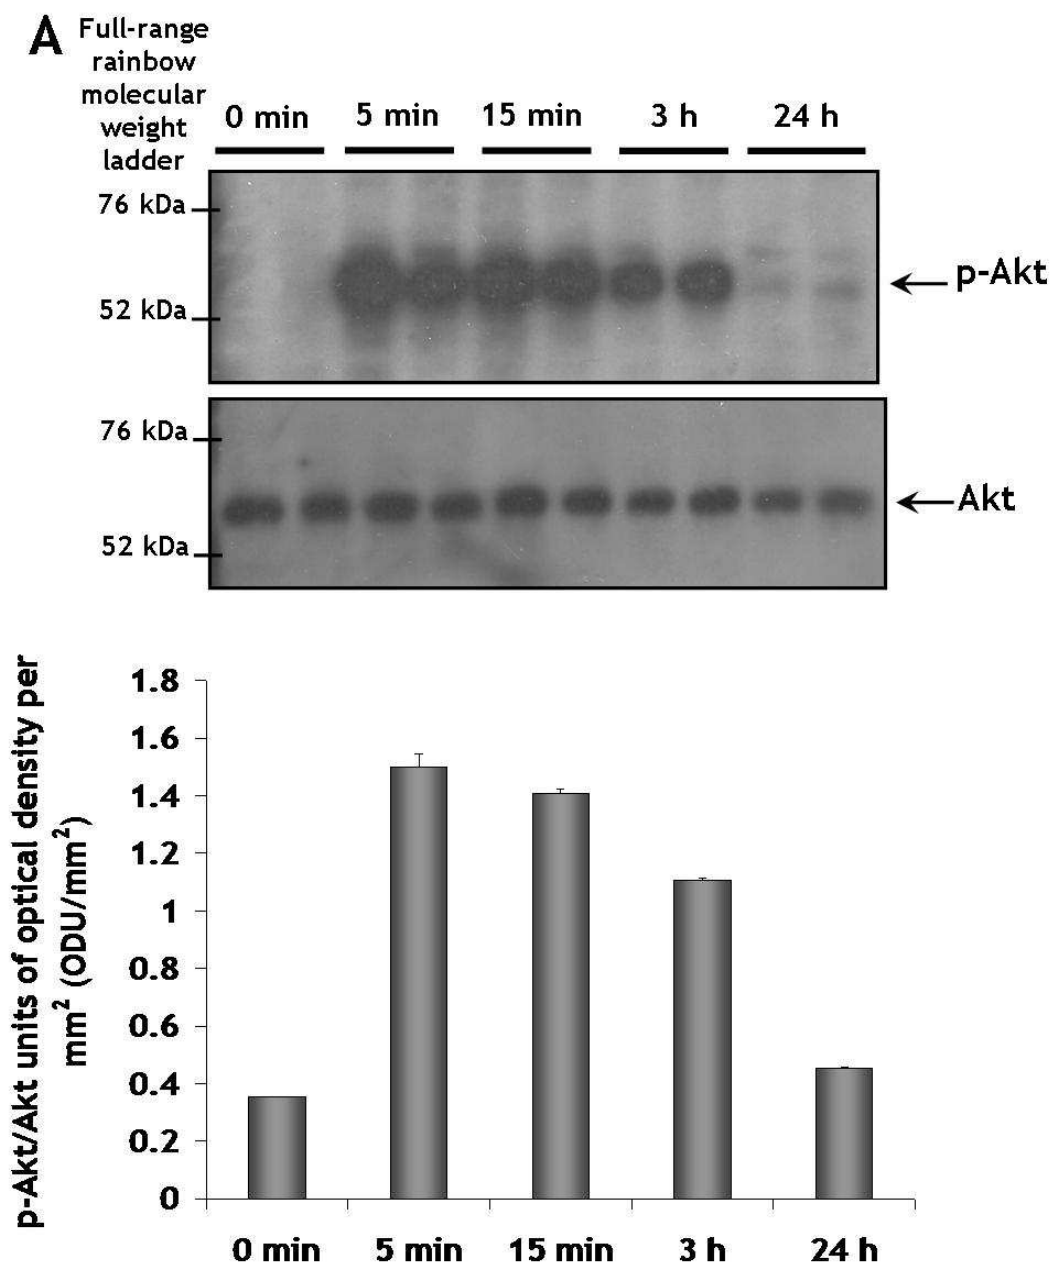 A
Full-range
rainbow
molecular
weight
ladder
0 min 5 min 15 min 3 h 24 h
76 kDa
p-Akt
52 kDa
76 kDa
Akt
52 kDa
p-Akt/Akt units of optical density per
mm² (ODU/mm²)
1.8
1.6
1.4
1.2
1
0.8
0.6
0.4
0.2
0
0 min 5 min 15 min 3 h 24 h